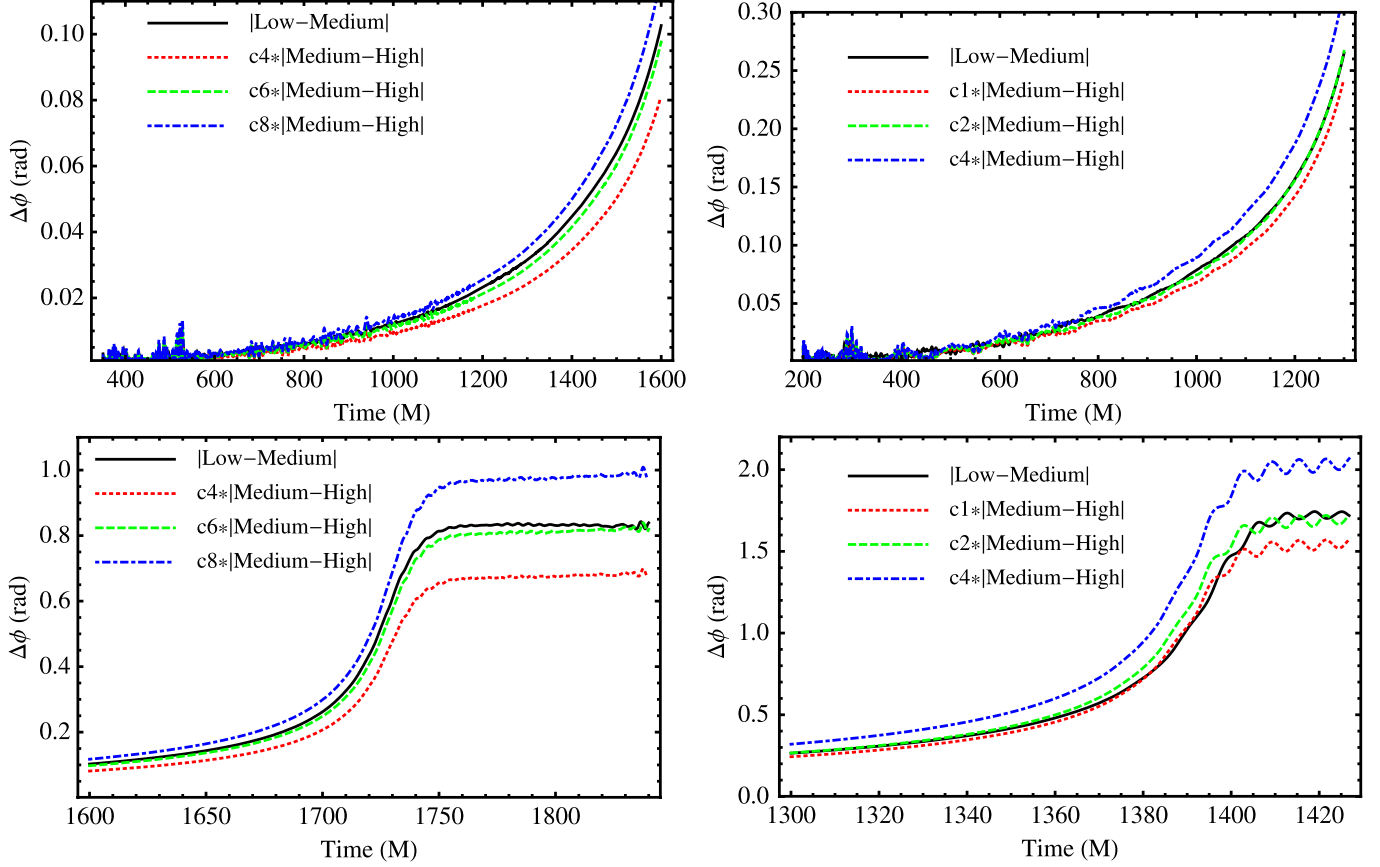 0.10
0.08
0.06
0.04
0.02
Δϕ (rad)
|Low−Medium|
c4*|Medium−High|
c6*|Medium−High|
c8*|Medium−High|
400 600 800 1000 1200 1400 1600
Time (M)
0.30
0.25
0.20
0.15
0.10
0.05
Δϕ (rad)
|Low−Medium|
c1*|Medium−High|
c2*|Medium−High|
c4*|Medium−High|
200 400 600 800 1000 1200
Time (M)
1.0
0.8
0.6
0.4
0.2
Δϕ (rad)
|Low−Medium|
c4*|Medium−High|
c6*|Medium−High|
c8*|Medium−High|
1600 1650 1700 1750 1800
Time (M)
2.0
1.5
1.0
0.5
0.0
Δϕ (rad)
|Low−Medium|
c1*|Medium−High|
c2*|Medium−High|
c4*|Medium−High|
1300 1320 1340 1360 1380 1400 1420
Time (M)